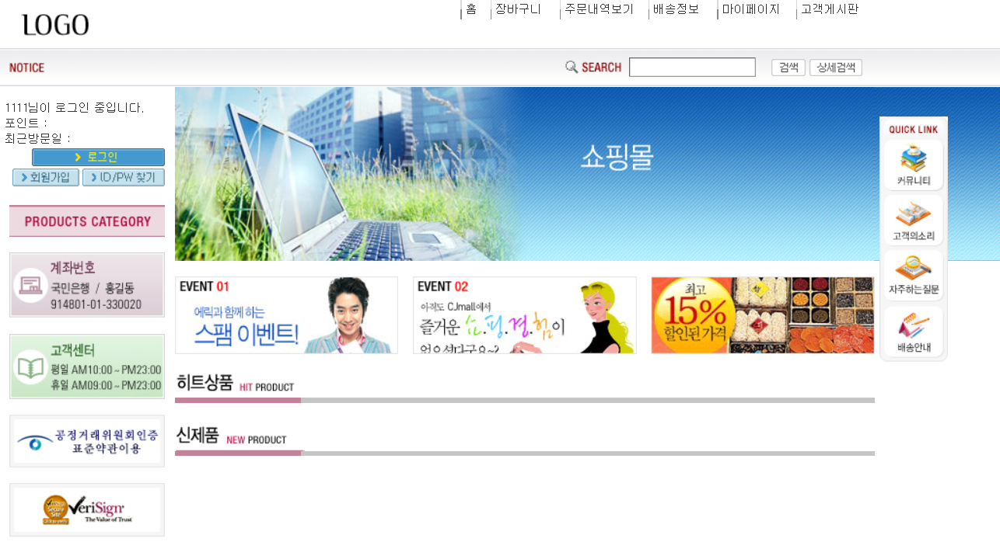 LOGO
홈 장바구니 주문내역보기 배송정보 마이페이지 고객게시판
NOTICE
SEARCH 검색 상세검색
1111님이 로그인 중입니다.
포인트 :
최근방문일 :
로그인
회원가입 ID/PW 찾기
PRODUCTS CATEGORY
계좌번호
국민은행 / 홍길동
914801-01-330020
고객센터
평일 AM10:00 ~ PM23:00
휴일 AM09:00 ~ PM23:00
공정거래위원회인증
표준약관이용
VeriSign
The Value of Trust
쇼핑몰
EVENT 01
에릭과 함께 하는
스팸 이벤트!
EVENT 02
아직도 CJmall에서
즐거운 쇼.핑.경.험이
없으셨다구요~?
최고
15%
할인된 가격
히트상품 HIT PRODUCT
신제품 NEW PRODUCT
QUICK LINK
커뮤니티
고객의소리
자주하는질문
배송안내